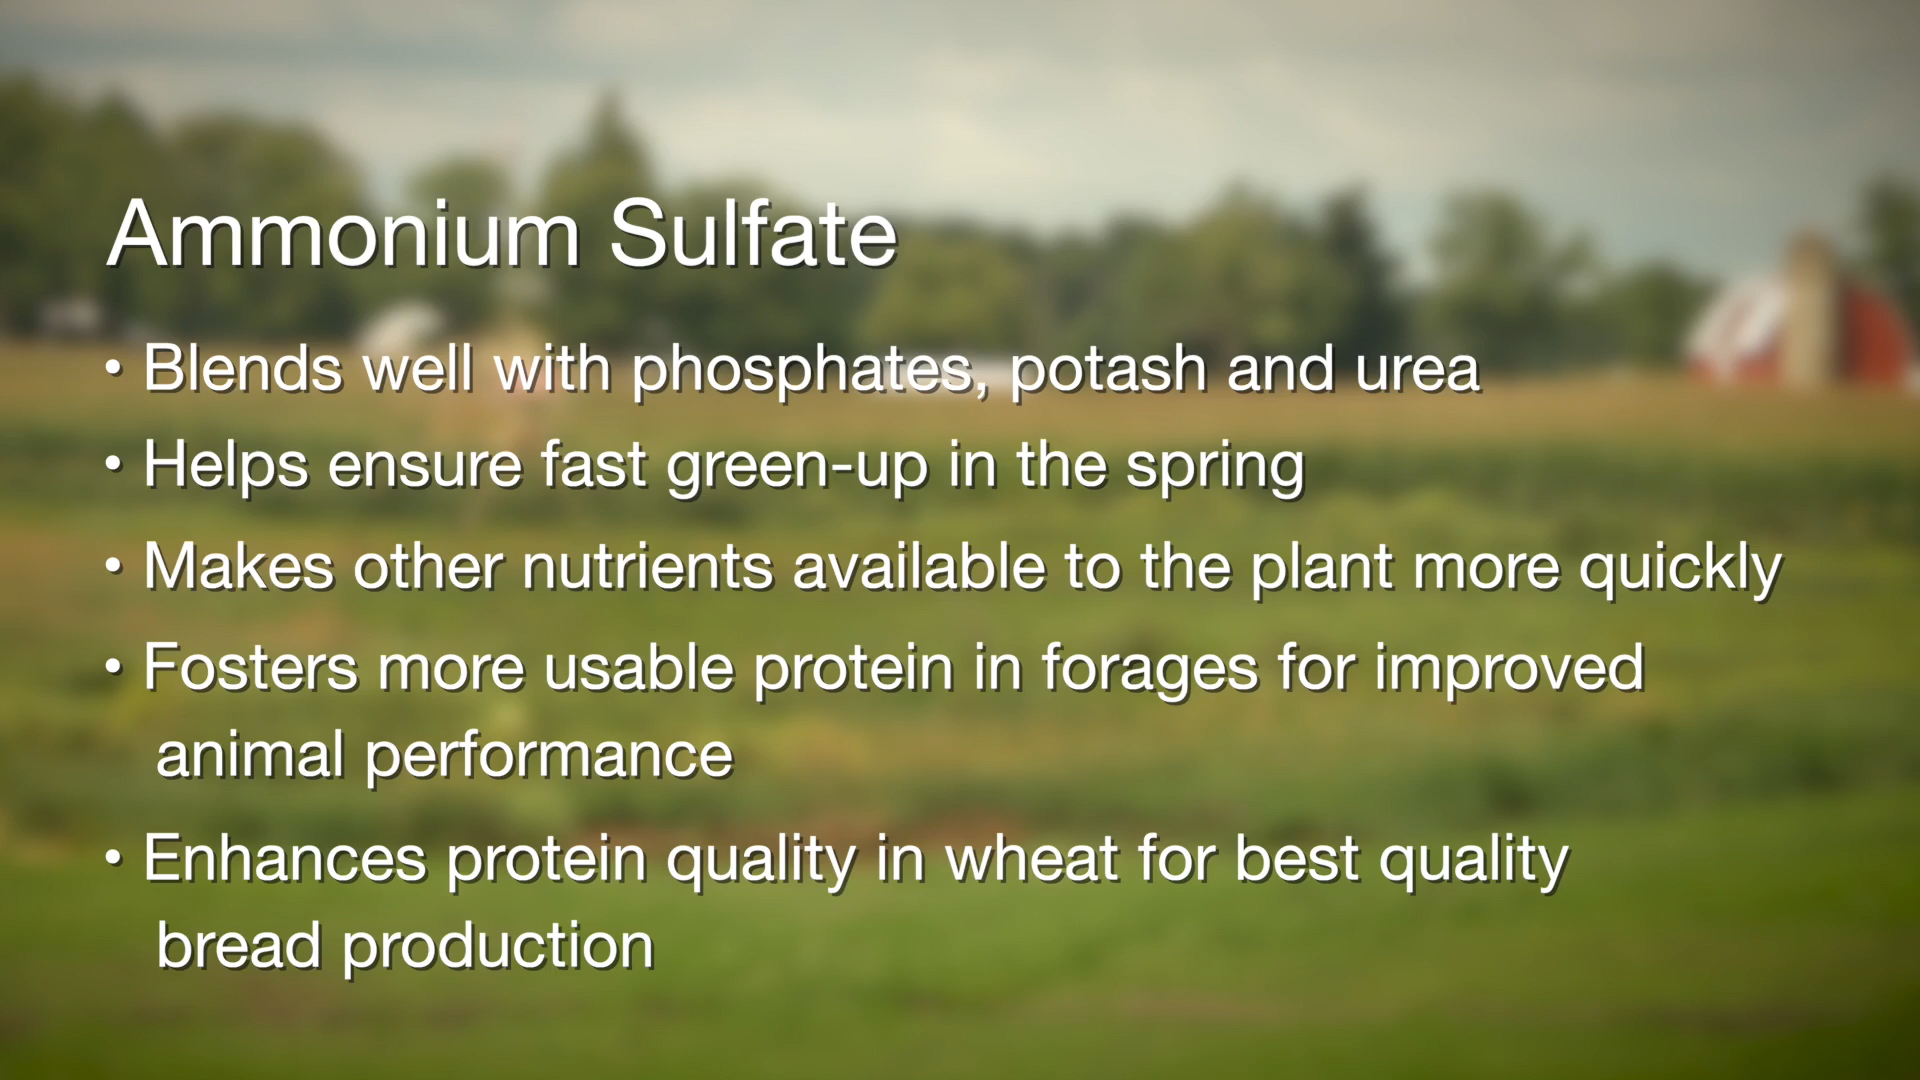 Ammonium Sulfate
• Blends well with phosphates, potash and urea
• Helps ensure fast green-up in the spring
• Makes other nutrients available to the plant more quickly
• Fosters more usable protein in forages for improved
animal performance
• Enhances protein quality in wheat for best quality
bread production